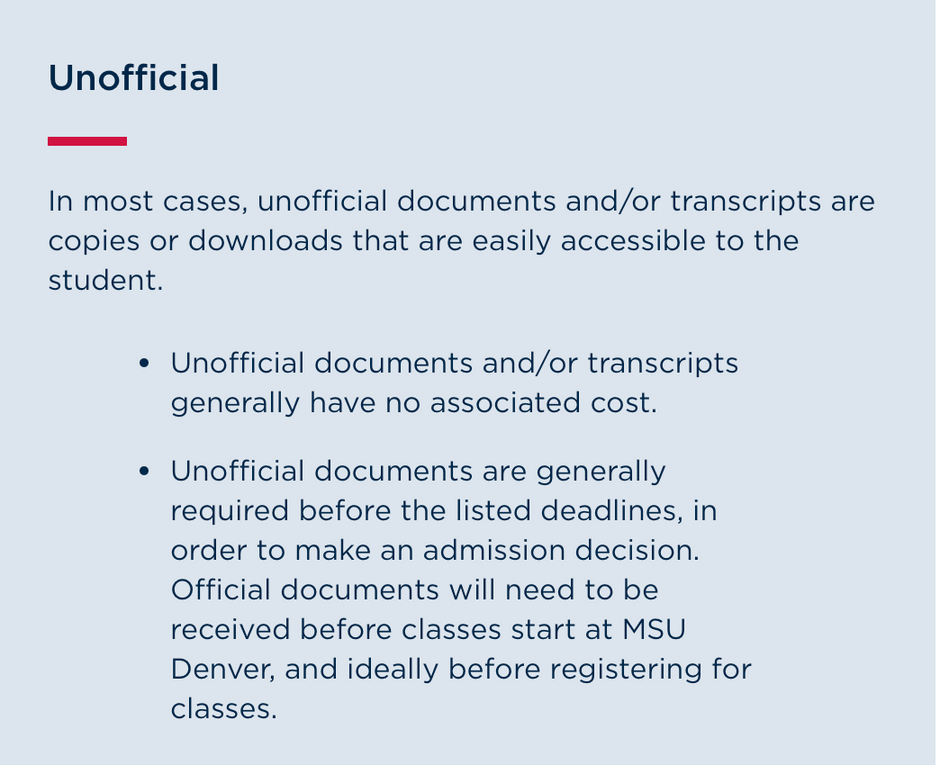 Unofficial
In most cases, unofficial documents and/or transcripts are
copies or downloads that are easily accessible to the
student.
• Unofficial documents and/or transcripts
generally have no associated cost.
• Unofficial documents are generally
required before the listed deadlines, in
order to make an admission decision.
Official documents will need to be
received before classes start at MSU
Denver, and ideally before registering for
classes.